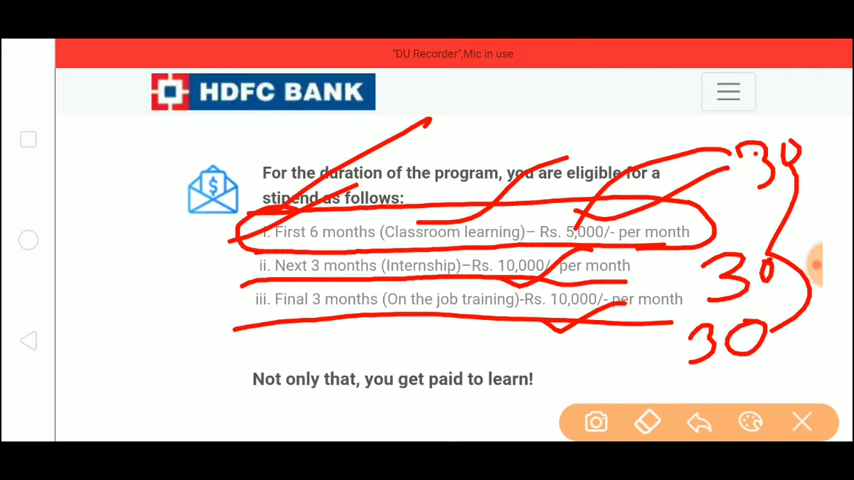 "DU Recorder",Mic in use
HDFC BANK
For the duration of the program, you are eligible for a
stipend as follows:
i. First 6 months (Classroom learning)– Rs. 5,000/- per month
ii. Next 3 months (Internship)–Rs. 10,000/- per month
iii. Final 3 months (On the job training)-Rs. 10,000/- per month
Not only that, you get paid to learn!
30
30
30